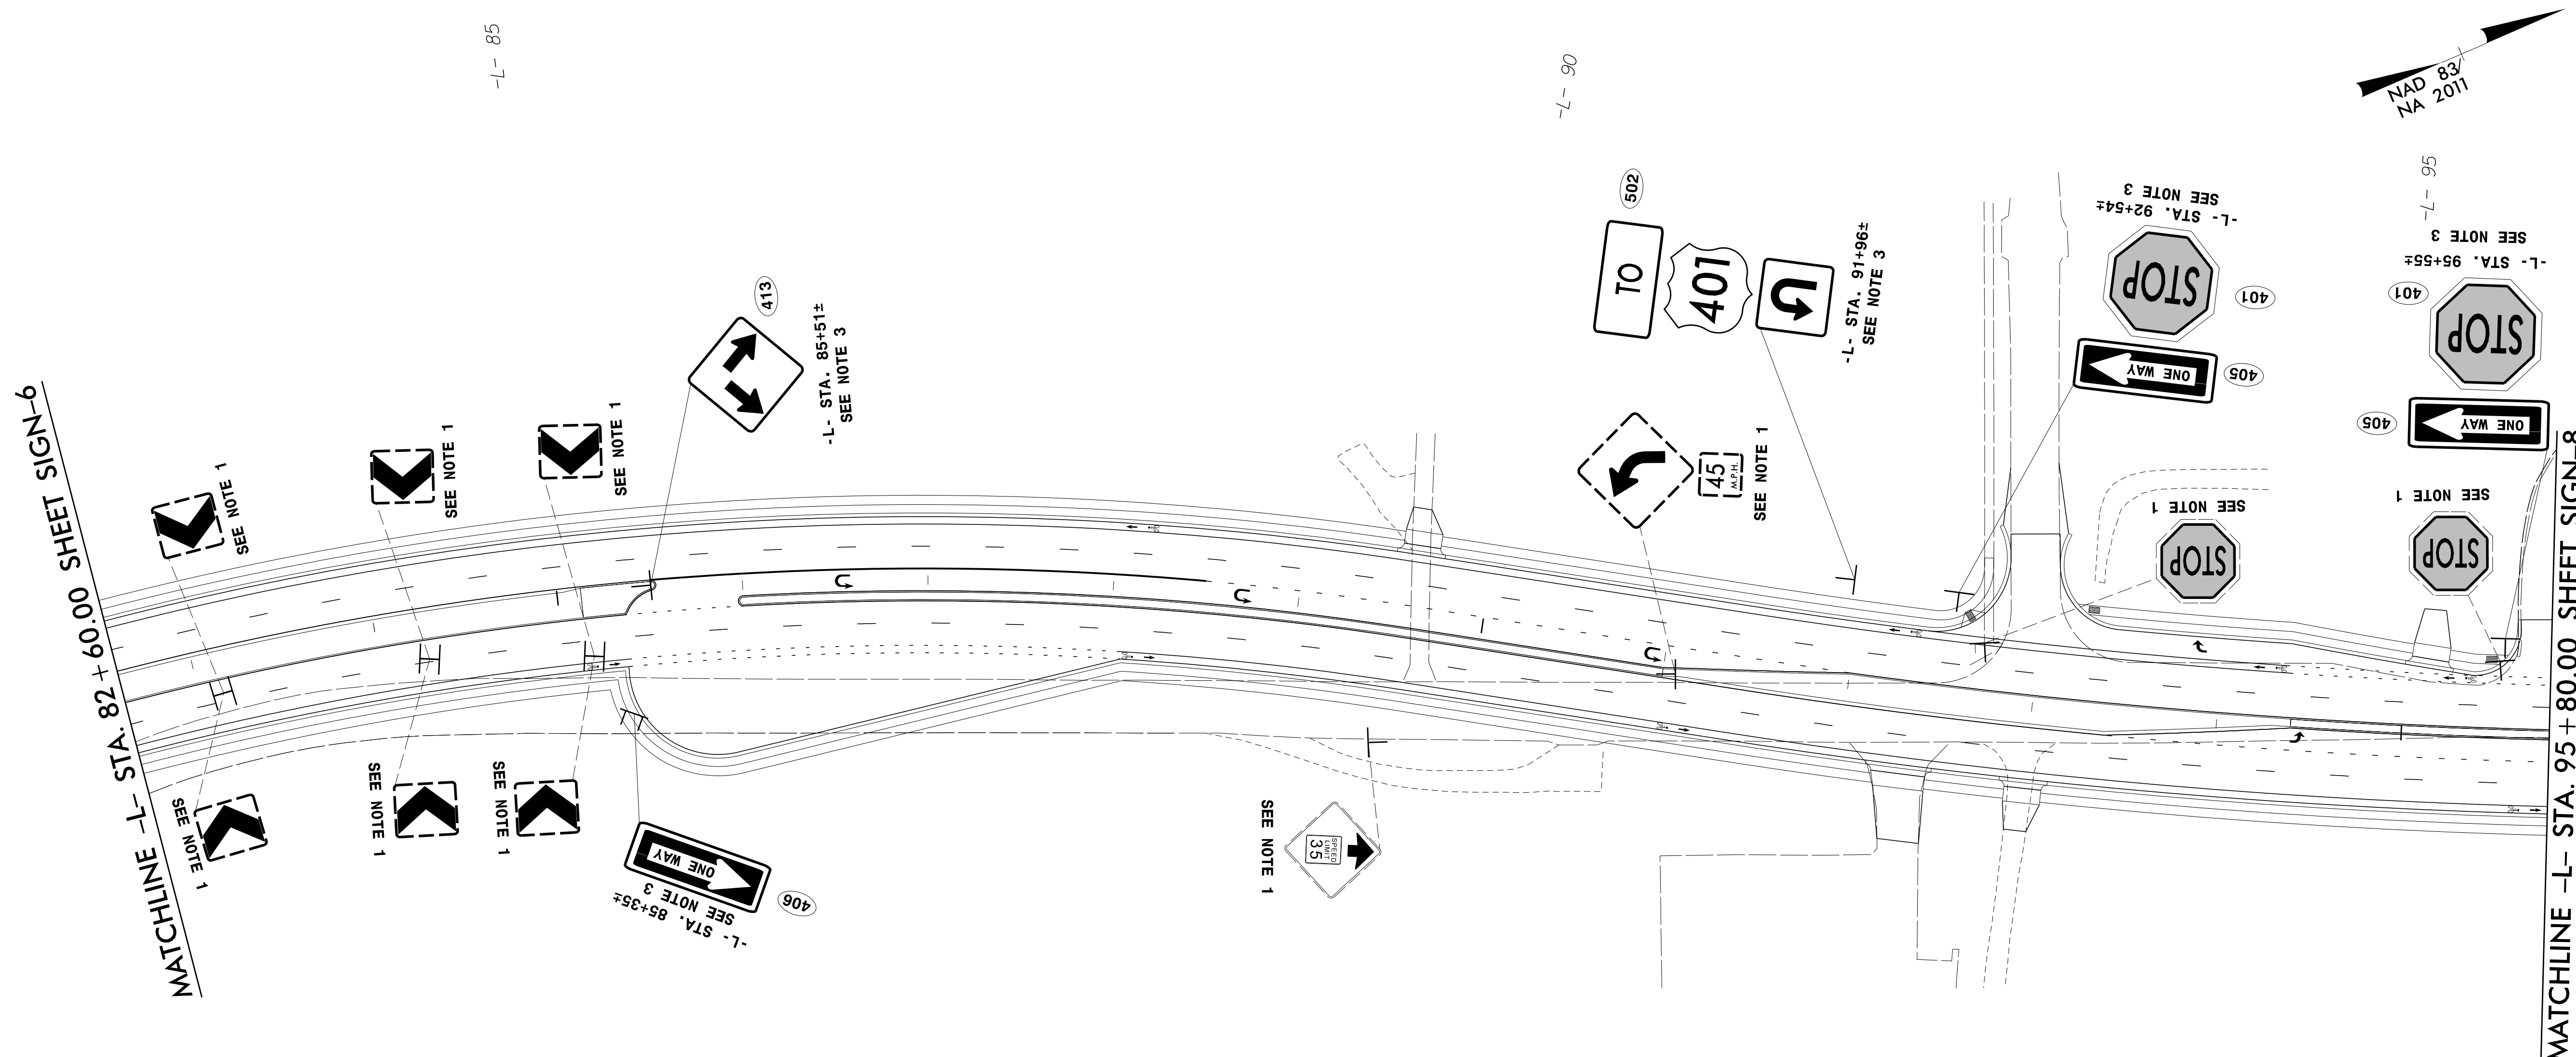 -L- 85
-L- 90
NAD 83/
NA 2011
-L- 95
MATCHLINE -L- STA. 82+60.00 SHEET SIGN-6
SEE NOTE 1
SEE NOTE 1
SEE NOTE 1
413
-L- STA. 85+51±
SEE NOTE 3
502
TO
401
-L- STA. 91+96±
SEE NOTE 3
45
M.P.H.
SEE NOTE 1
-L- STA. 92+54±
SEE NOTE 3
STOP
401
ONE WAY
405
-L- STA. 95+55±
SEE NOTE 3
STOP
401
ONE WAY
405
SEE NOTE 1
STOP
SEE NOTE 1
STOP
SEE NOTE 1
SEE NOTE 1
SEE NOTE 1
ONE WAY
406
-L- STA. 85+35±
SEE NOTE 3
SEE NOTE 1
SPEED
LIMIT
35
MATCHLINE -L- STA. 95+80.00 SHEET SIGN-8